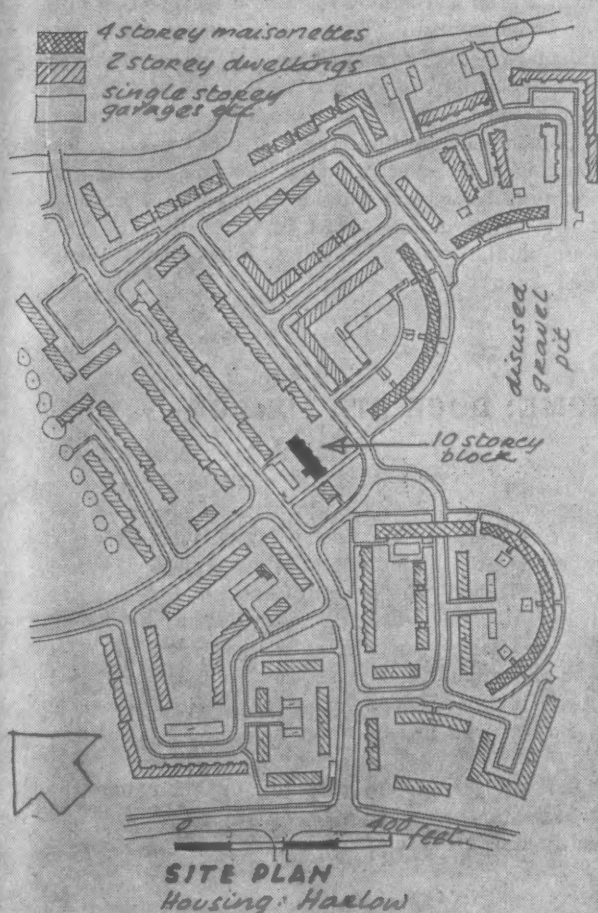 4 storey maisonettes
2 storey dwellings
single storey
garages etc
disused
gravel
pit
10 storey
block
0 400 feet
SITE PLAN
Housing: Harlow